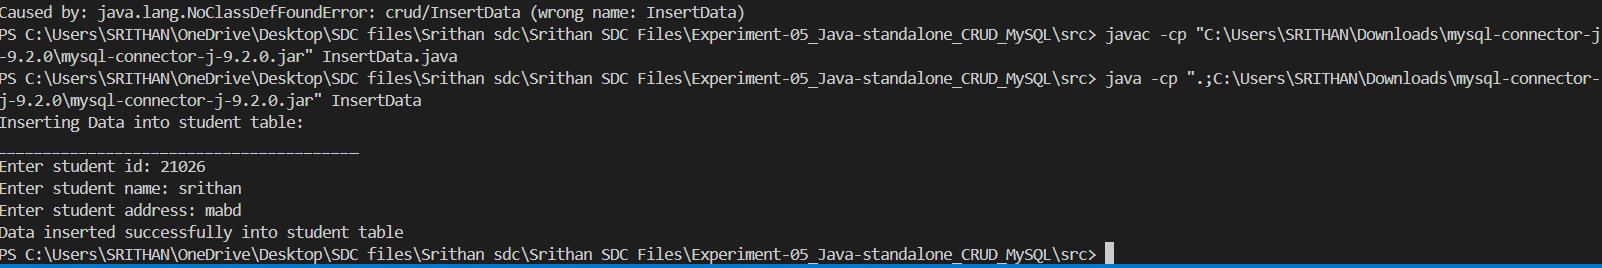 Caused by: java.lang.NoClassDefFoundError: crud/InsertData (wrong name: InsertData)
PS C:\Users\SRITHAN\OneDrive\Desktop\SDC files\Srithan sdc\Srithan SDC Files\Experiment-05_Java-standalone_CRUD_MySQL\src> javac -cp "C:\Users\SRITHAN\Downloads\mysql-connector-j
-9.2.0\mysql-connector-j-9.2.0.jar" InsertData.java
PS C:\Users\SRITHAN\OneDrive\Desktop\SDC files\Srithan sdc\Srithan SDC Files\Experiment-05_Java-standalone_CRUD_MySQL\src> java -cp ".;C:\Users\SRITHAN\Downloads\mysql-connector-
j-9.2.0\mysql-connector-j-9.2.0.jar" InsertData
Inserting Data into student table:
________________________________________
Enter student id: 21026
Enter student name: srithan
Enter student address: mabd
Data inserted successfully into student table
PS C:\Users\SRITHAN\OneDrive\Desktop\SDC files\Srithan sdc\Srithan SDC Files\Experiment-05_Java-standalone_CRUD_MySQL\src>